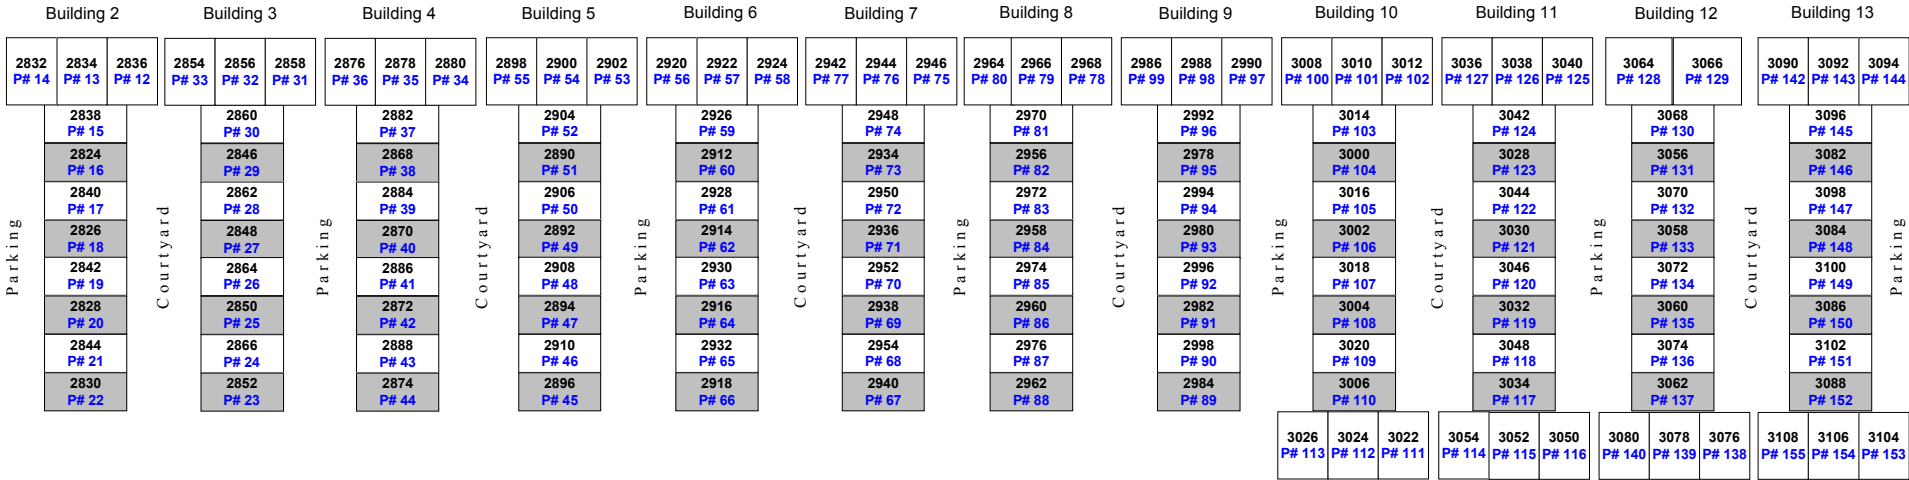 Building 2 Building 3 Building 4 Building 5 Building 6 Building 7 Building 8 Building 9 Building 10 Building 11 Building 12 Building 13
2832 2834 2836 2854 2856 2858 2876 2878 2880 2898 2900 2902 2920 2922 2924 2942 2944 2946 2964 2966 2968 2986 2988 2990 3008 3010 3012 3036 3038 3040 3064 3066 3090 3092 3094
P# 14 P# 13 P# 12 P# 33 P# 32 P# 31 P# 36 P# 35 P# 34 P# 55 P# 54 P# 53 P# 56 P# 57 P# 58 P# 77 P# 76 P# 75 P# 80 P# 79 P# 78 P# 99 P# 98 P# 97 P# 100 P# 101 P# 102 P# 127 P# 126 P# 125 P# 128 P# 129 P# 142 P# 143 P# 144
2838 2860 2882 2904 2926 2948 2970 2992 3014 3042 3068 3096
P# 15 P# 30 P# 37 P# 52 P# 59 P# 74 P# 81 P# 96 P# 103 P# 124 P# 130 P# 145
2824 2846 2868 2890 2912 2934 2956 2978 3000 3028 3056 3082
P# 16 P# 29 P# 38 P# 51 P# 60 P# 73 P# 82 P# 95 P# 104 P# 123 P# 131 P# 146
2840 2862 2884 2906 2928 2950 2972 2994 3016 3044 3070 3098
P# 17 P# 28 P# 39 P# 50 P# 61 P# 72 P# 83 P# 94 P# 105 P# 122 P# 132 P# 147
2826 2848 2870 2892 2914 2936 2958 2980 3002 3030 3058 3084
P# 18 P# 27 P# 40 P# 49 P# 62 P# 71 P# 84 P# 93 P# 106 P# 121 P# 133 P# 148
Parking Courtyard Parking Courtyard Parking Courtyard Parking Courtyard Parking Courtyard Parking Courtyard Parking
2842 2864 2886 2908 2930 2952 2974 2996 3018 3046 3072 3100
P# 19 P# 26 P# 41 P# 48 P# 63 P# 70 P# 85 P# 92 P# 107 P# 120 P# 134 P# 149
2828 2850 2872 2894 2916 2938 2960 2982 3004 3032 3060 3086
P# 20 P# 25 P# 42 P# 47 P# 64 P# 69 P# 86 P# 91 P# 108 P# 119 P# 135 P# 150
2844 2866 2888 2910 2932 2954 2976 2998 3020 3048 3074 3102
P# 21 P# 24 P# 43 P# 46 P# 65 P# 68 P# 87 P# 90 P# 109 P# 118 P# 136 P# 151
2830 2852 2874 2896 2918 2940 2962 2984 3006 3034 3062 3088
P# 22 P# 23 P# 44 P# 45 P# 66 P# 67 P# 88 P# 89 P# 110 P# 117 P# 137 P# 152
3026 3024 3022 3054 3052 3050 3080 3078 3076 3108 3106 3104
P# 113 P# 112 P# 111 P# 114 P# 115 P# 116 P# 140 P# 139 P# 138 P# 155 P# 154 P# 153